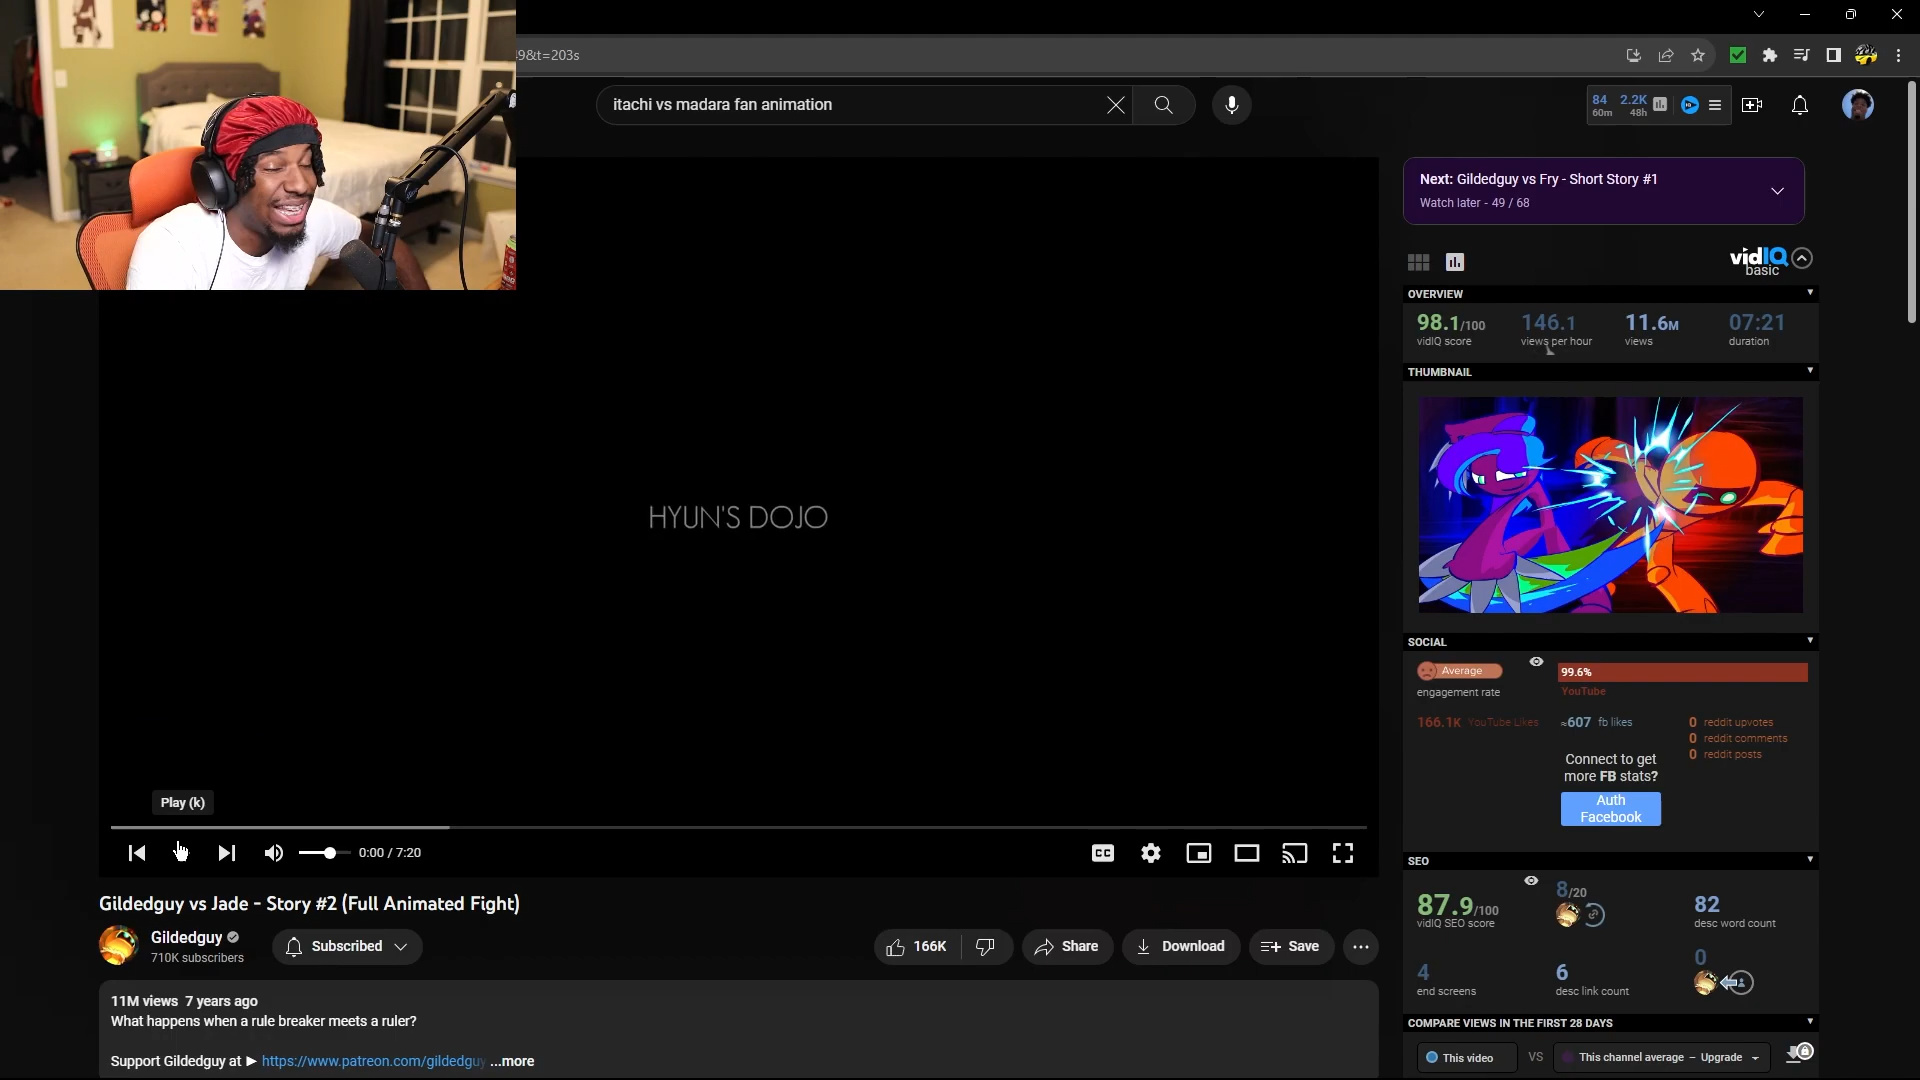 9&t=203s
itachi vs madara fan animation
84
60m
2.2K
48h
Next: Gildedguy vs Fry - Short Story #1
Watch later - 49 / 68
vidIQ
basic
OVERVIEW
98.1/100
vidIQ score
146.1
views per hour
11.6M
views
07:21
duration
THUMBNAIL
HYUN'S DOJO
SOCIAL
Average
engagement rate
99.6%
YouTube
166.1K YouTube Likes
≈607 fb likes
0 reddit upvotes
0 reddit comments
0 reddit posts
Connect to get
more FB stats?
Auth
Facebook
Play (k)
0:00 / 7:20
CC
SEO
87.9/100
vidIQ SEO score
8/20
82
desc word count
4
end screens
6
desc link count
0
Gildedguy vs Jade - Story #2 (Full Animated Fight)
Gildedguy
710K subscribers
Subscribed
166K
Share
Download
Save
11M views 7 years ago
What happens when a rule breaker meets a ruler?
Support Gildedguy at ► https://www.patreon.com/gildedguy ...more
COMPARE VIEWS IN THE FIRST 28 DAYS
This video
VS
This channel average - Upgrade